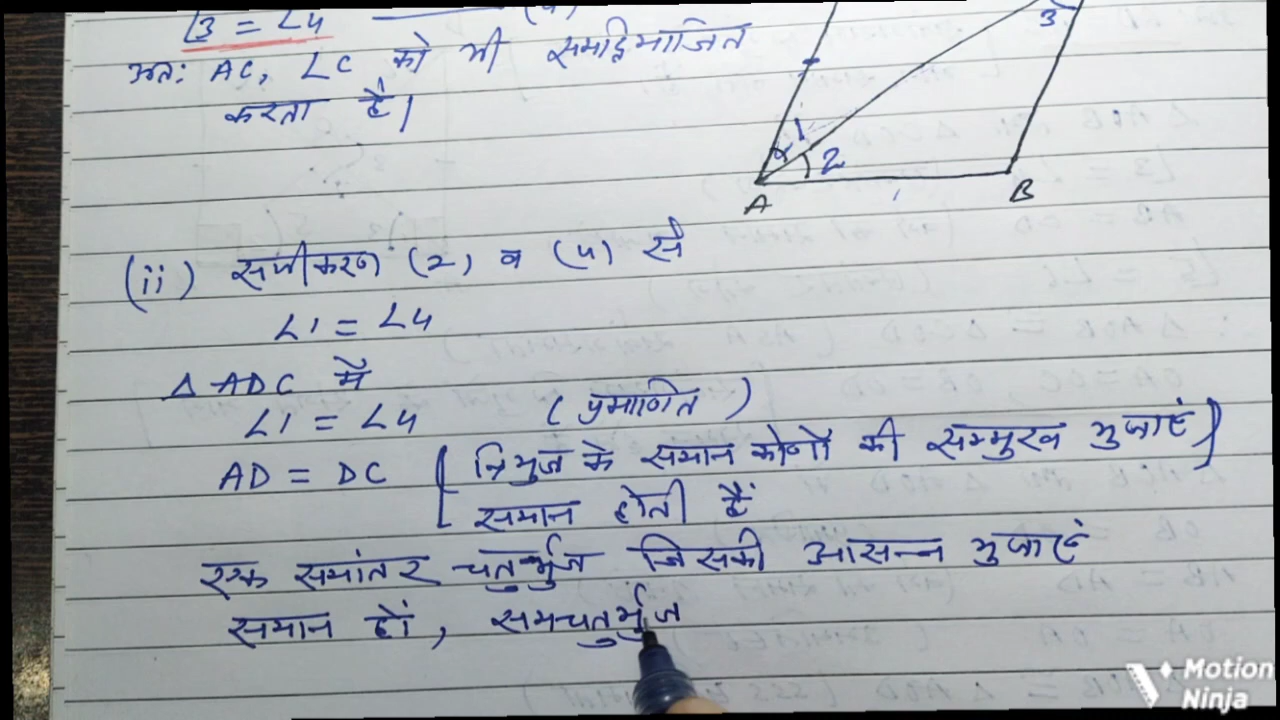 ∠3 = ∠4
अतः AC, ∠C को भी समद्विभाजित
करता है।
3
1
2
A
B
(ii) समीकरण (2) व (4) से
∠1 = ∠4
△ ADC में
∠1 = ∠4 (प्रमाणित)
AD = DC [त्रिभुज के समान कोणों की सम्मुख भुजाएं]
समान होती हैं
एक समांतर चतुर्भुज जिसकी आसन्न भुजाएं
समान हों, समचतुर्भुज
Motion
Ninja